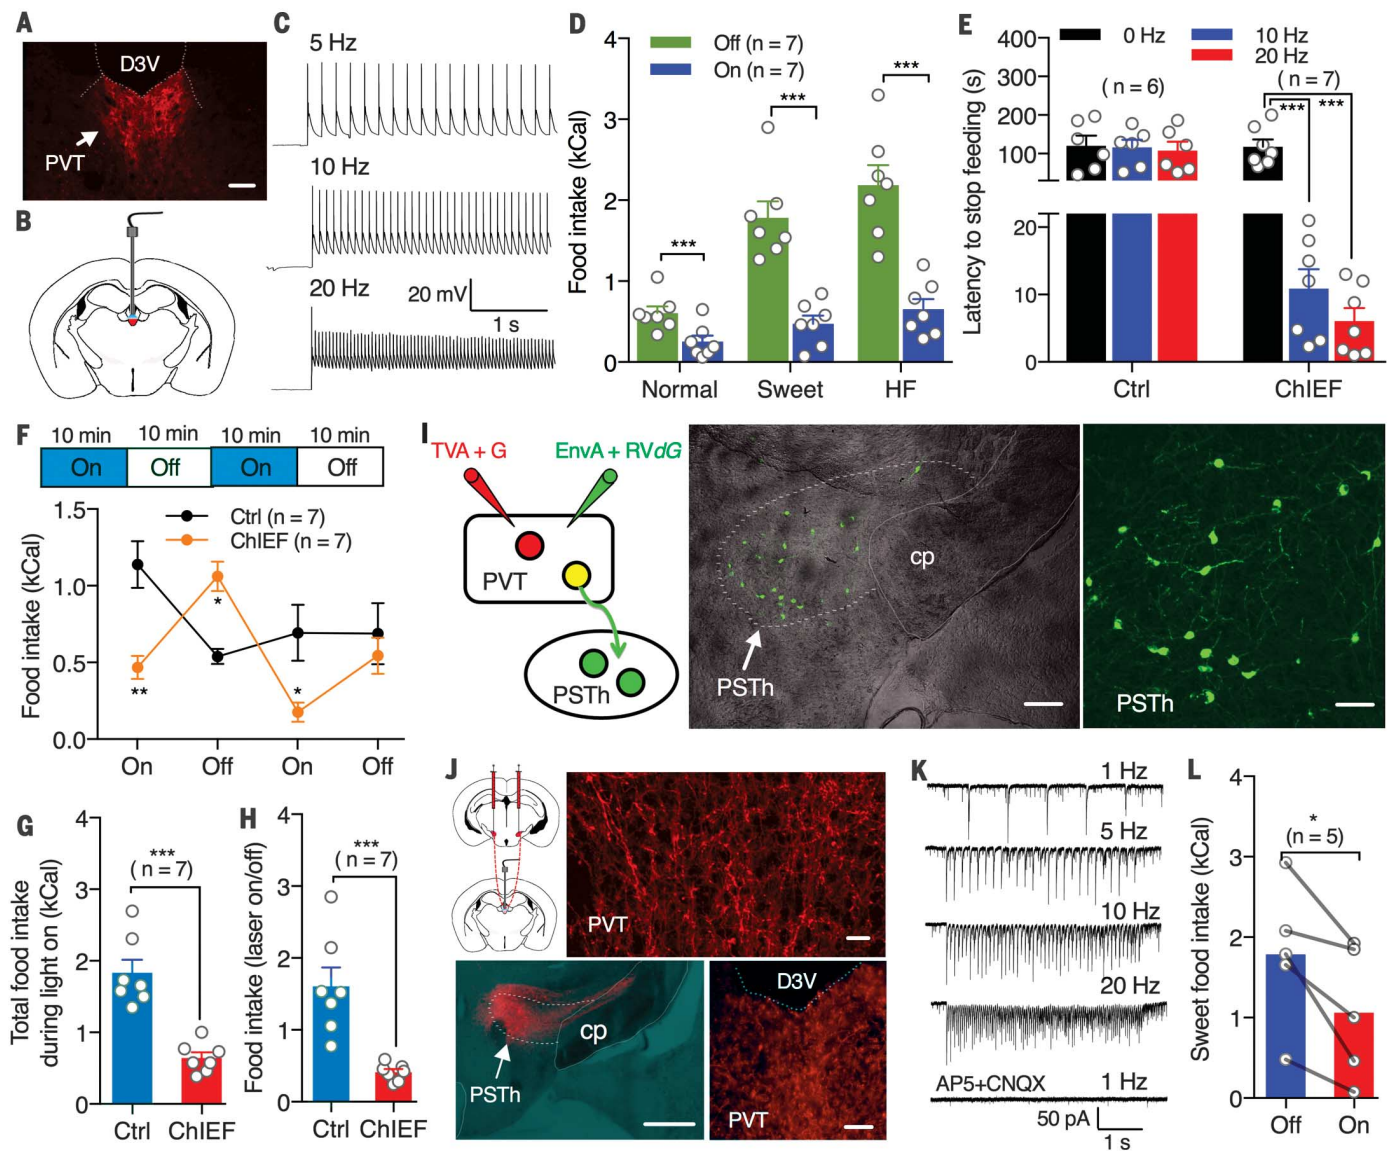 A
D3V
PVT
B
C
5 Hz
10 Hz
20 Hz
20 mV
1 s
D
Food intake (kCal)
4
3
2
1
0
Off (n = 7)
On (n = 7)
***
***
***
Normal
Sweet
HF
E
Latency to stop feeding (s)
400
300
200
100
20
10
0
0 Hz
10 Hz
20 Hz
( n = 6)
( n = 7)
***
***
Ctrl
ChIEF
F
10 min
10 min
10 min
10 min
On
Off
On
Off
Food intake (kCal)
1.5
1.0
0.5
0.0
Ctrl (n = 7)
ChIEF (n = 7)
**
*
*
On
Off
On
Off
G
Total food intake
during light on (kCal)
4
3
2
1
0
***
( n = 7)
Ctrl
ChIEF
H
Food intake (laser on/off)
4
3
2
1
0
***
( n = 7)
Ctrl
ChIEF
I
TVA + G
EnvA + RVdG
PVT
PSTh
cp
PSTh
PSTh
J
PVT
cp
PSTh
D3V
PVT
K
1 Hz
5 Hz
10 Hz
20 Hz
AP5+CNQX
1 Hz
50 pA
1 s
L
Sweet food intake (kCal)
4
3
2
1
0
*
(n = 5)
Off
On